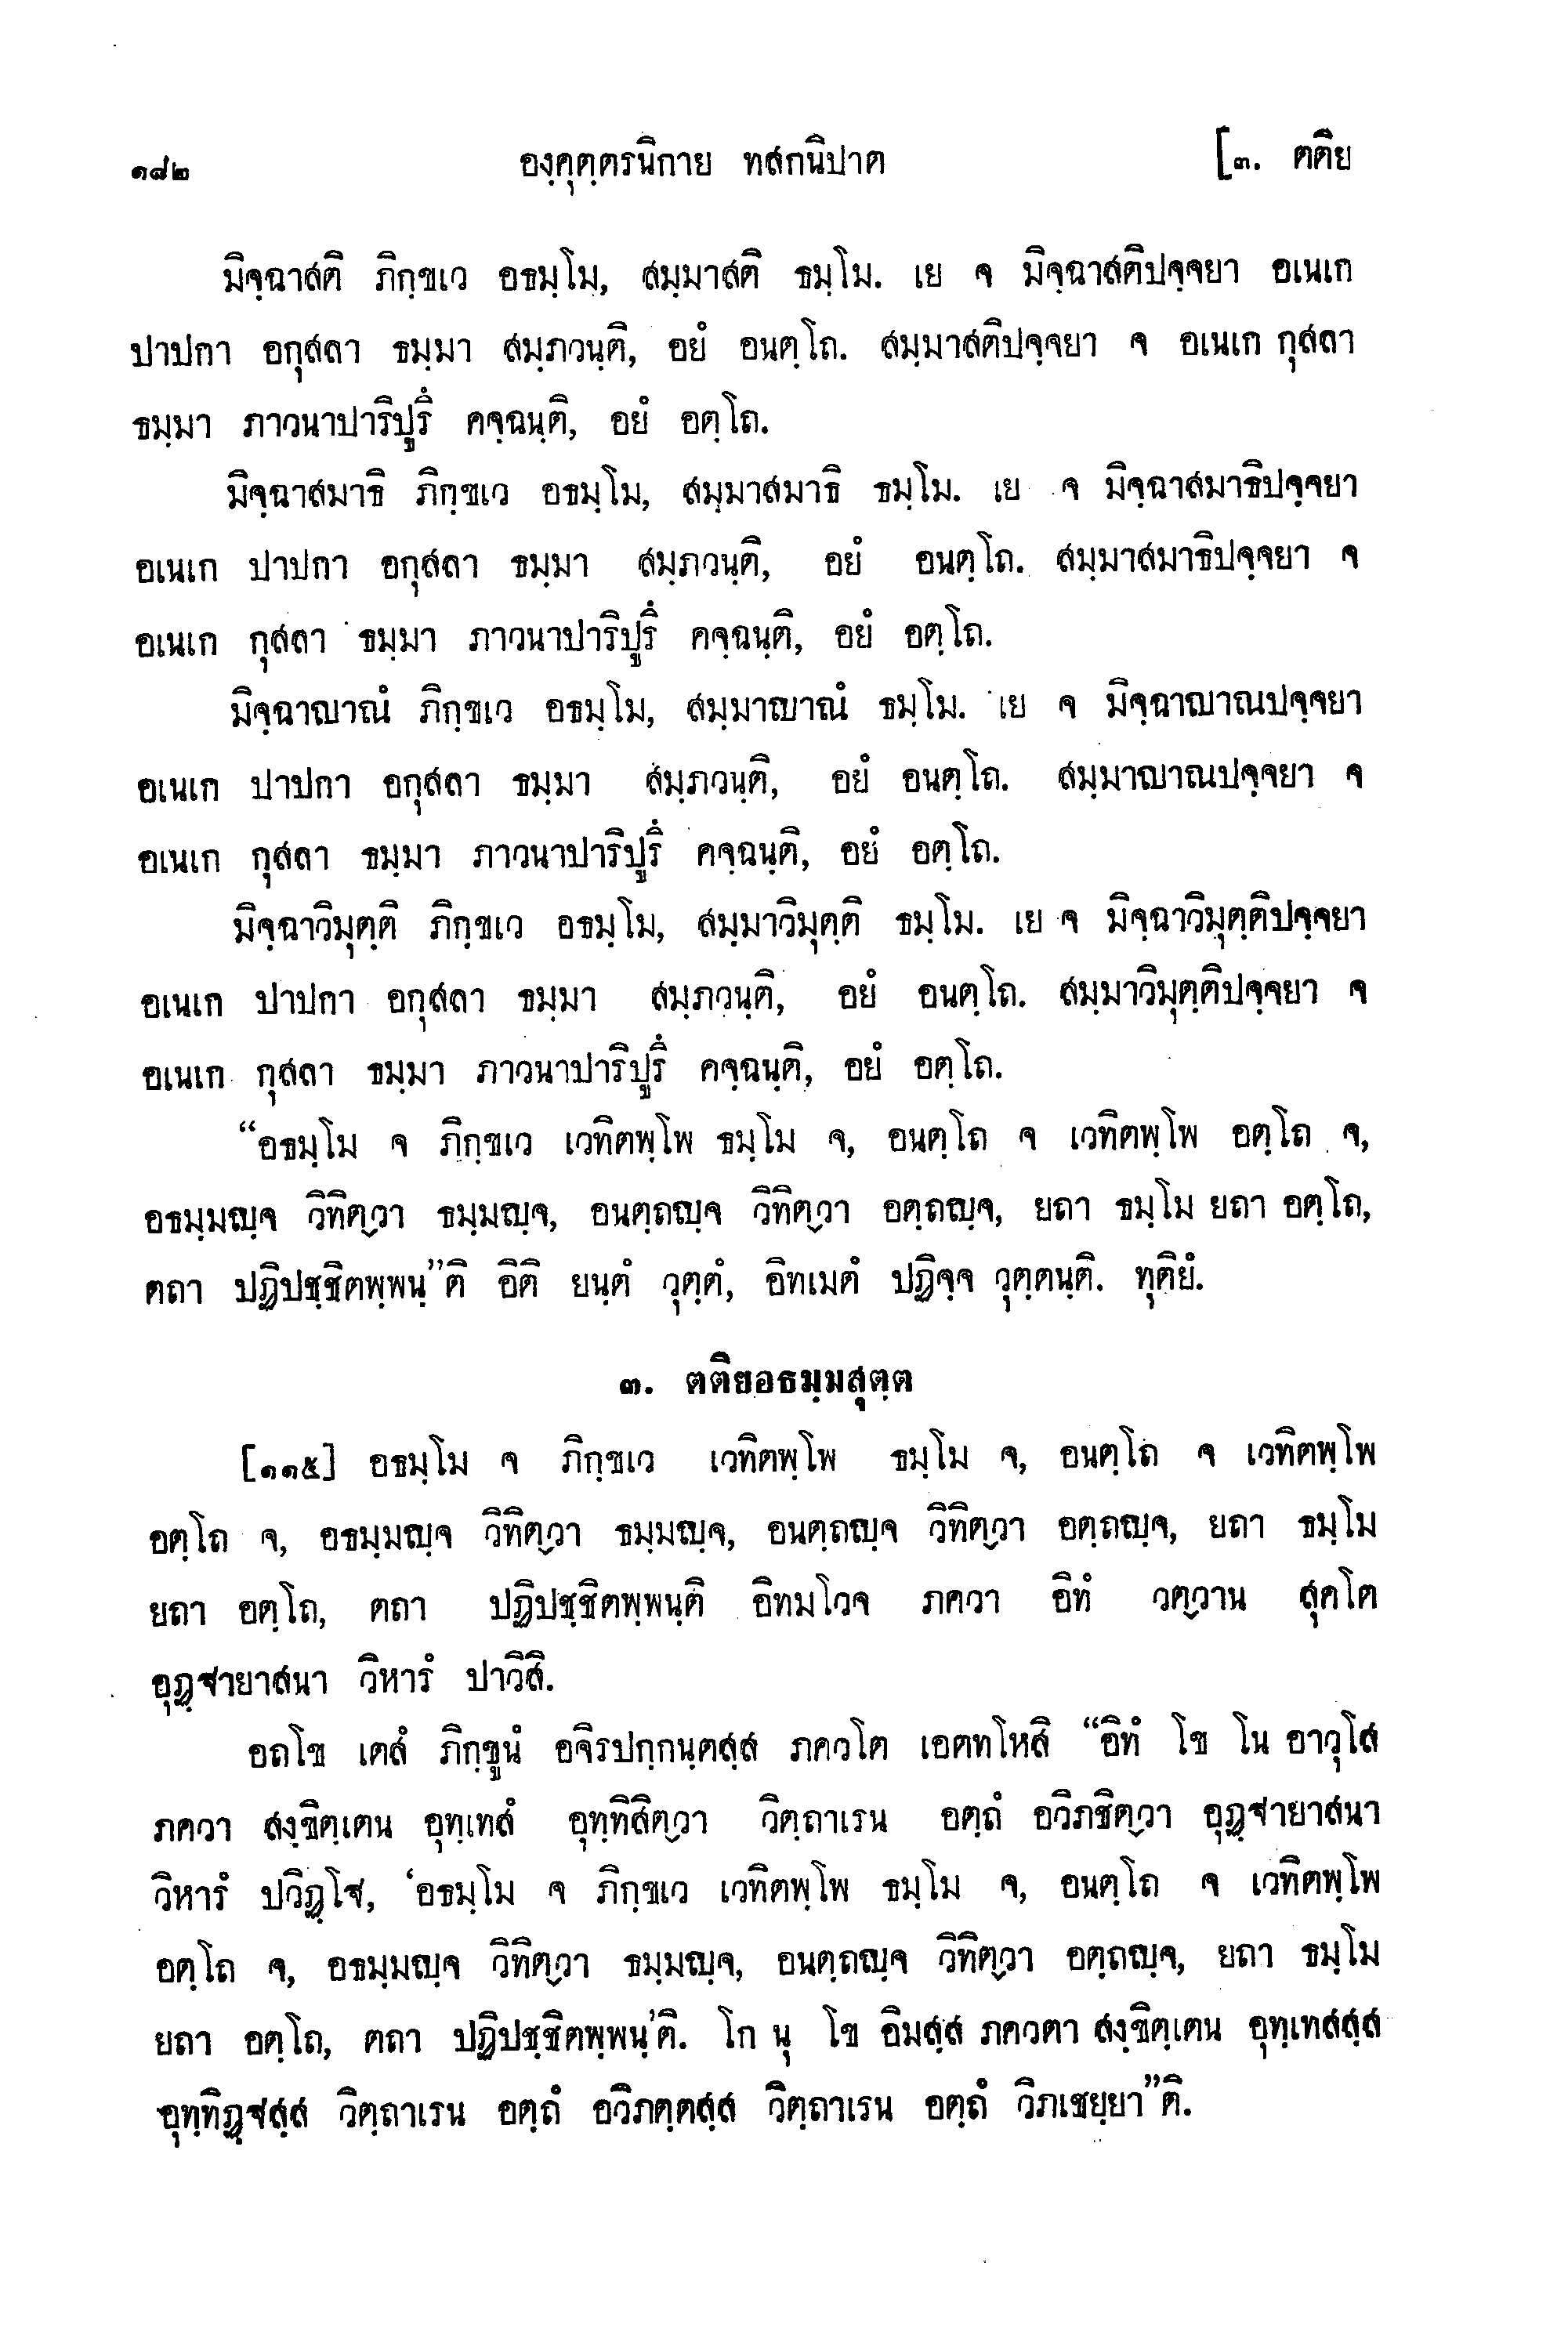 ๑๘๒ องฺคุตฺตรนิกาย ทสกนิปาต [๓. ตติย
มิจฺฉาสติ ภิกฺขเว อธมฺโม, สมฺมาสติ ธมฺโม. เย จ มิจฺฉาสติปจฺจยา อเนเก
ปาปกา อกุสลา ธมฺมา สมฺภวนฺติ, อยํ อนตฺโถ. สมฺมาสติปจฺจยา จ อเนเก กุสลา
ธมฺมา ภาวนาปาริปูรึ คจฺฉนฺติ, อยํ อตฺโถ.
มิจฺฉาสมาธิ ภิกฺขเว อธมฺโม, สมฺมาสมาธิ ธมฺโม. เย จ มิจฺฉาสมาธิปจฺจยา
อเนเก ปาปกา อกุสลา ธมฺมา สมฺภวนฺติ, อยํ อนตฺโถ. สมฺมาสมาธิปจฺจยา จ
อเนเก กุสลา ธมฺมา ภาวนาปาริปูรึ คจฺฉนฺติ, อยํ อตฺโถ.
มิจฺฉาญาณํ ภิกฺขเว อธมฺโม, สมฺมาญาณํ ธมฺโม. เย จ มิจฺฉาญาณปจฺจยา
อเนเก ปาปกา อกุสลา ธมฺมา สมฺภวนฺติ, อยํ อนตฺโถ. สมฺมาญาณปจฺจยา จ
อเนเก กุสลา ธมฺมา ภาวนาปาริปูรึ คจฺฉนฺติ, อยํ อตฺโถ.
มิจฺฉาวิมุตฺติ ภิกฺขเว อธมฺโม, สมฺมาวิมุตฺติ ธมฺโม. เย จ มิจฺฉาวิมุตฺติปจฺจยา
อเนเก ปาปกา อกุสลา ธมฺมา สมฺภวนฺติ, อยํ อนตฺโถ. สมฺมาวิมุตฺติปจฺจยา จ
อเนเก กุสลา ธมฺมา ภาวนาปาริปูรึ คจฺฉนฺติ, อยํ อตฺโถ.
“อธมฺโม จ ภิกฺขเว เวทิตพฺโพ ธมฺโม จ, อนตฺโถ จ เวทิตพฺโพ อตฺโถ จ,
อธมฺมญฺจ วิทิตฺวา ธมฺมญฺจ, อนตฺถญฺจ วิทิตฺวา อตฺถญฺจ, ยถา ธมฺโม ยถา อตฺโถ,
ตถา ปฏิปชฺชิตพฺพนฺ”ติ อิติ ยนฺตํ วุตฺตํ, อิทเมตํ ปฏิจฺจ วุตฺตนฺติ. ทุติยํ.
๓. ตติยอธมฺมสุตฺต
[๑๑๕] อธมฺโม จ ภิกฺขเว เวทิตพฺโพ ธมฺโม จ, อนตฺโถ จ เวทิตพฺโพ
อตฺโถ จ, อธมฺมญฺจ วิทิตฺวา ธมฺมญฺจ, อนตฺถญฺจ วิทิตฺวา อตฺถญฺจ, ยถา ธมฺโม
ยถา อตฺโถ, ตถา ปฏิปชฺชิตพฺพนฺติ อิทมโวจ ภควา อิทํ วตฺวาน สุคโต
อุฏฺฐายาสนา วิหารํ ปาวิสิ.
อถโข เตสํ ภิกฺขูนํ อจิรปกฺกนฺตสฺส ภควโต เอตทโหสิ “อิทํ โข โน อาวุโส
ภควา สงฺขิตฺเตน อุทฺเทสํ อุทฺทิสิตฺวา วิตฺถาเรน อตฺถํ อวิภชิตฺวา อุฏฺฐายาสนา
วิหารํ ปวิฏฺโฐ, ‘อธมฺโม จ ภิกฺขเว เวทิตพฺโพ ธมฺโม จ, อนตฺโถ จ เวทิตพฺโพ
อตฺโถ จ, อธมฺมญฺจ วิทิตฺวา ธมฺมญฺจ, อนตฺถญฺจ วิทิตฺวา อตฺถญฺจ, ยถา ธมฺโม
ยถา อตฺโถ, ตถา ปฏิปชฺชิตพฺพนฺ’ติ. โก นุ โข อิมสฺส ภควตา สงฺขิตฺเตน อุทฺเทสสฺส
อุทฺทิฏฺฐสฺส วิตฺถาเรน อตฺถํ อวิภตฺตสฺส วิตฺถาเรน อตฺถํ วิภเชยฺยา”ติ.